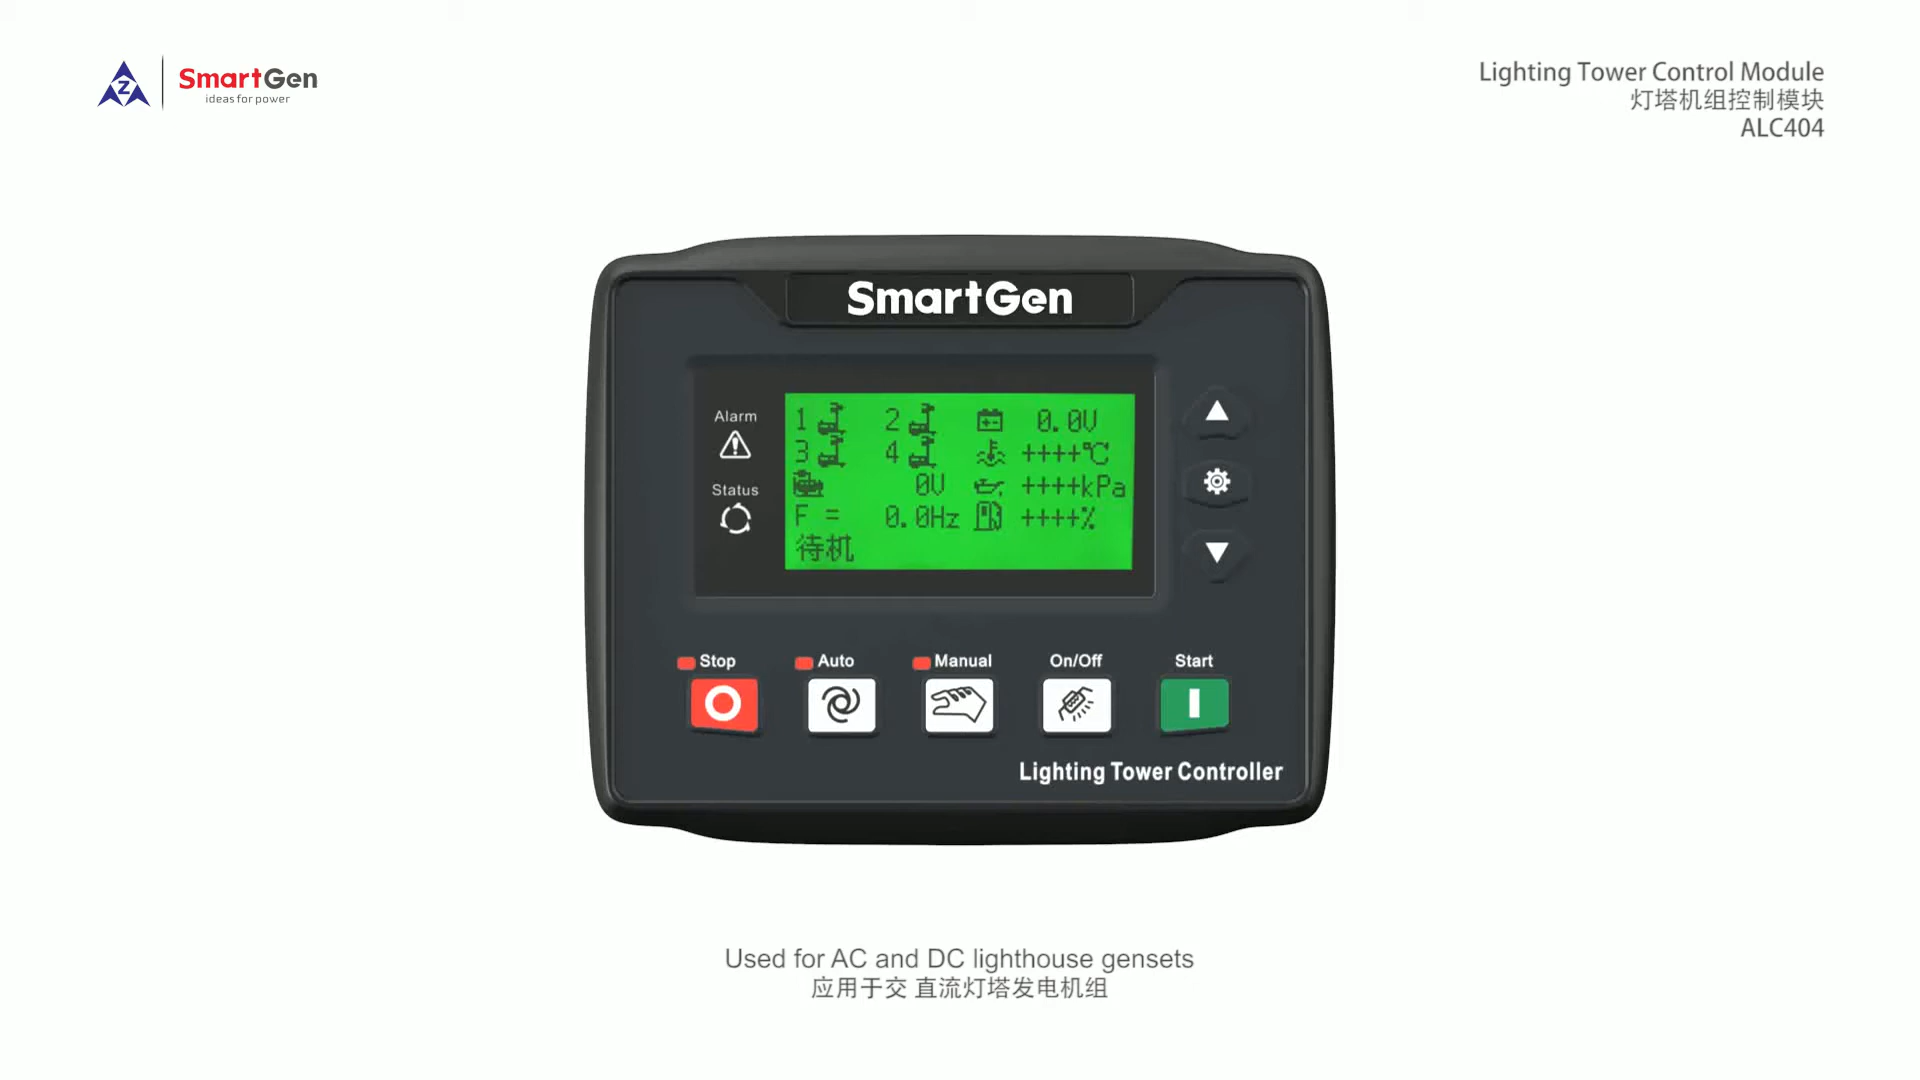 SmartGen
ideas for power
Z
Lighting Tower Control Module
灯塔机组控制模块
ALC404
SmartGen
Alarm
Status
1 2 0.0V
3 4 ++++℃
0V ++++kPa
F = 0.0Hz ++++%
待机
Stop
Auto
Manual
On/Off
Start
Lighting Tower Controller
Used for AC and DC lighthouse gensets
应用于交 直流灯塔发电机组